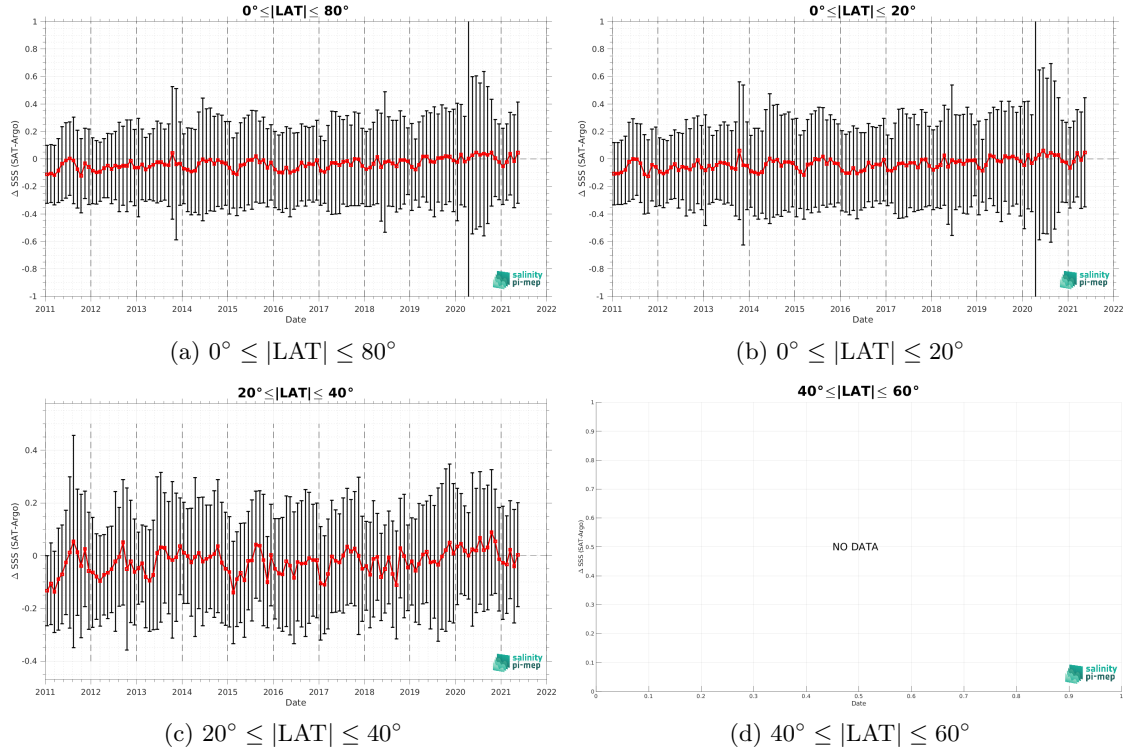 0°≤|LAT|≤ 80°
Δ SSS (SAT-Argo)
1
0.8
0.6
0.4
0.2
0
-0.2
-0.4
-0.6
-0.8
-1
2011 2012 2013 2014 2015 2016 2017 2018 2019 2020 2021 2022
Date
salinity
pi-mep
(a) 0° ≤ |LAT| ≤ 80°
0°≤|LAT|≤ 20°
Δ SSS (SAT-Argo)
1
0.8
0.6
0.4
0.2
0
-0.2
-0.4
-0.6
-0.8
-1
2011 2012 2013 2014 2015 2016 2017 2018 2019 2020 2021 2022
Date
salinity
pi-mep
(b) 0° ≤ |LAT| ≤ 20°
20°≤|LAT|≤ 40°
Δ SSS (SAT-Argo)
0.4
0.2
0
-0.2
-0.4
2011 2012 2013 2014 2015 2016 2017 2018 2019 2020 2021 2022
Date
salinity
pi-mep
(c) 20° ≤ |LAT| ≤ 40°
40°≤|LAT|≤ 60°
Δ SSS (SAT-Argo)
1
0.9
0.8
0.7
0.6
0.5
0.4
0.3
0.2
0.1
0
NO DATA
0 0.1 0.2 0.3 0.4 0.5 0.6 0.7 0.8 0.9 1
Date
salinity
pi-mep
(d) 40° ≤ |LAT| ≤ 60°